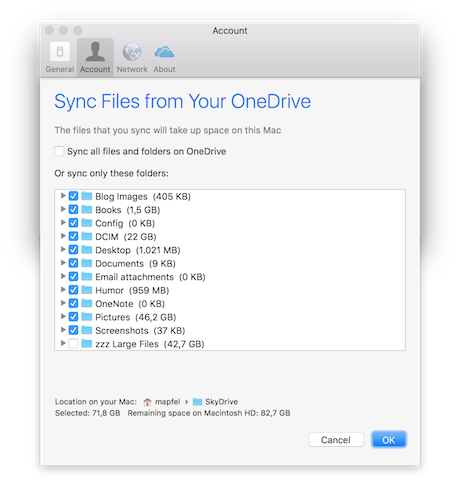 Account
General Account Network About
Sync Files from Your OneDrive
The files that you sync will take up space on this Mac
Sync all files and folders on OneDrive
Or sync only these folders:
Blog Images (405 KB)
Books (1,5 GB)
Config (0 KB)
DCIM (22 GB)
Desktop (1.021 MB)
Documents (9 KB)
Email attachments (0 KB)
Humor (959 MB)
OneNote (0 KB)
Pictures (46,2 GB)
Screenshots (37 KB)
zzz Large Files (42,7 GB)
Location on your Mac: mapfel › SkyDrive
Selected: 71,8 GB Remaining space on Macintosh HD: 82,7 GB
Cancel OK